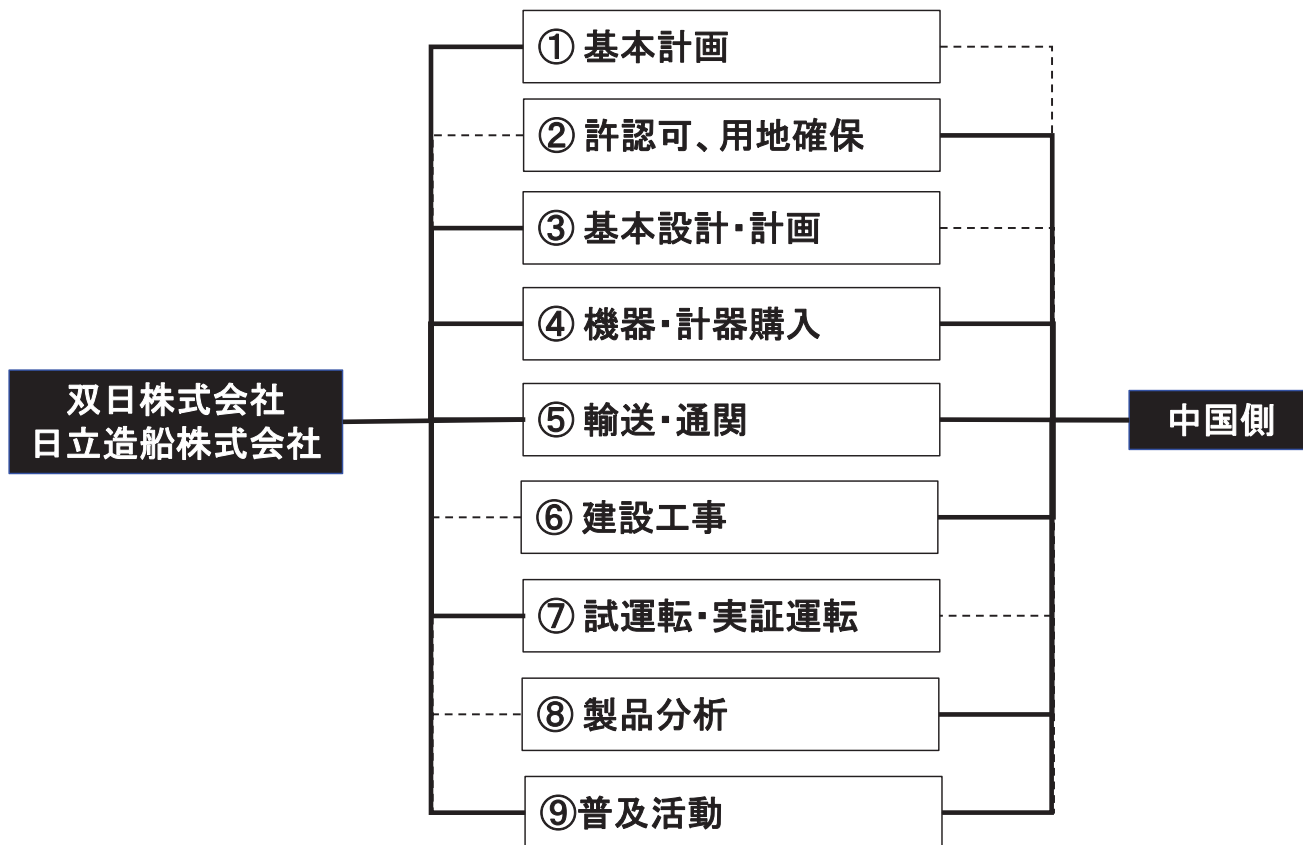 ① 基本計画
② 許認可、用地確保
③ 基本設計・計画
④ 機器・計器購入
双日株式会社
日立造船株式会社
⑤ 輸送・通関
中国側
⑥ 建設工事
⑦ 試運転・実証運転
⑧ 製品分析
⑨普及活動